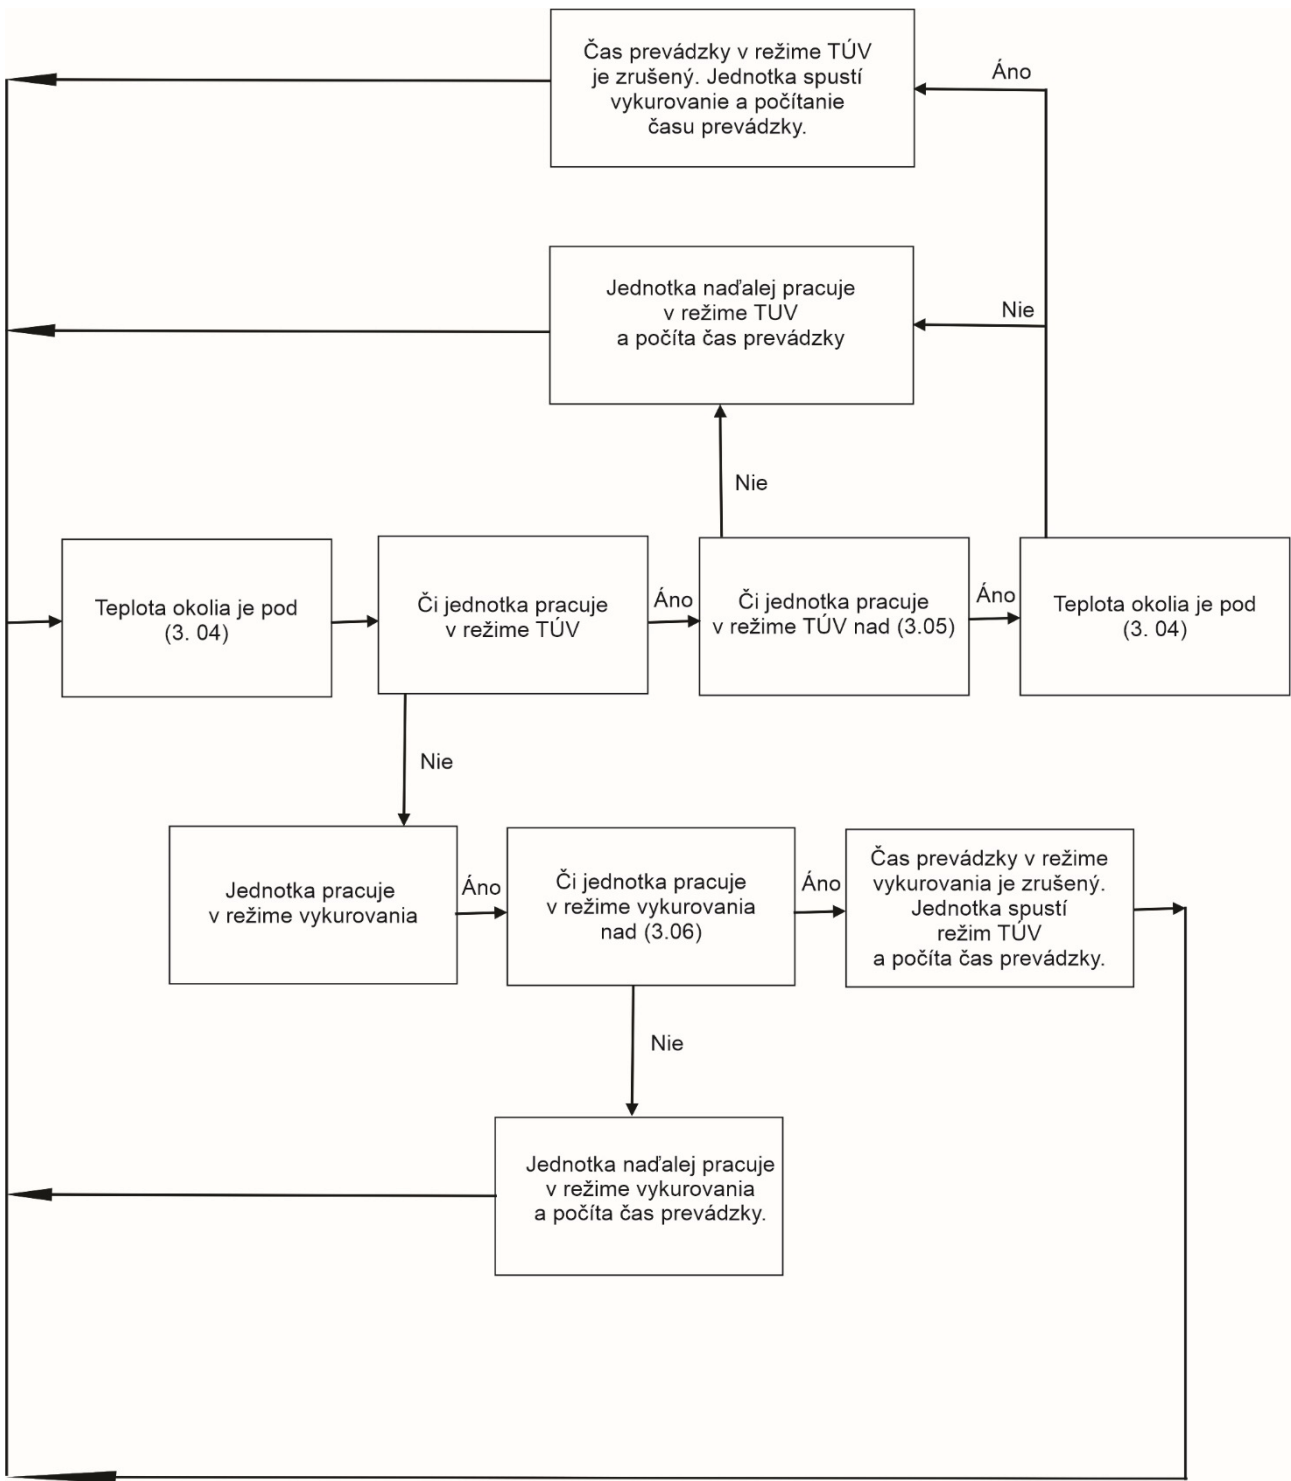 Čas prevádzky v režime TÚV
je zrušený. Jednotka spustí
vykurovanie a počítanie
času prevádzky.
Áno
Jednotka naďalej pracuje
v režime TUV
a počíta čas prevádzky
Nie
Nie
Teplota okolia je pod
(3. 04)
Či jednotka pracuje
v režime TÚV
Áno
Či jednotka pracuje
v režime TÚV nad (3.05)
Áno
Teplota okolia je pod
(3. 04)
Nie
Jednotka pracuje
v režime vykurovania
Áno
Či jednotka pracuje
v režime vykurovania
nad (3.06)
Áno
Čas prevádzky v režime
vykurovania je zrušený.
Jednotka spustí
režim TÚV
a počíta čas prevádzky.
Nie
Jednotka naďalej pracuje
v režime vykurovania
a počíta čas prevádzky.